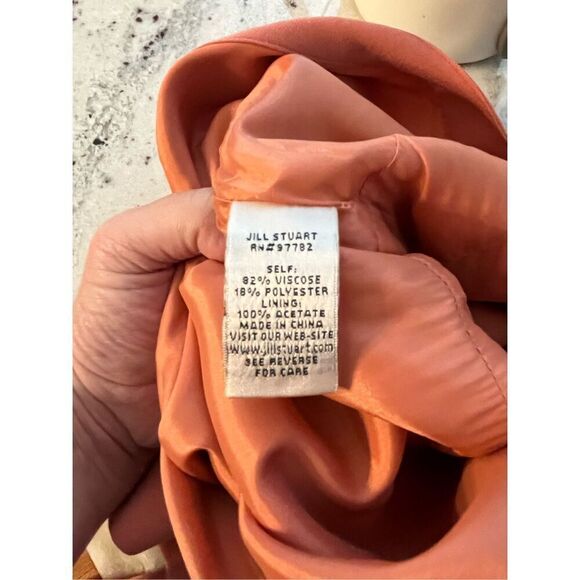 JILL STUART
RN#97782
SELF:
82% VISCOSE
18% POLYESTER
LINING:
100% ACETATE
MADE IN CHINA
VISIT OUR WEB-SITE
www.jillstuart.com
SEE REVERSE
FOR CARE